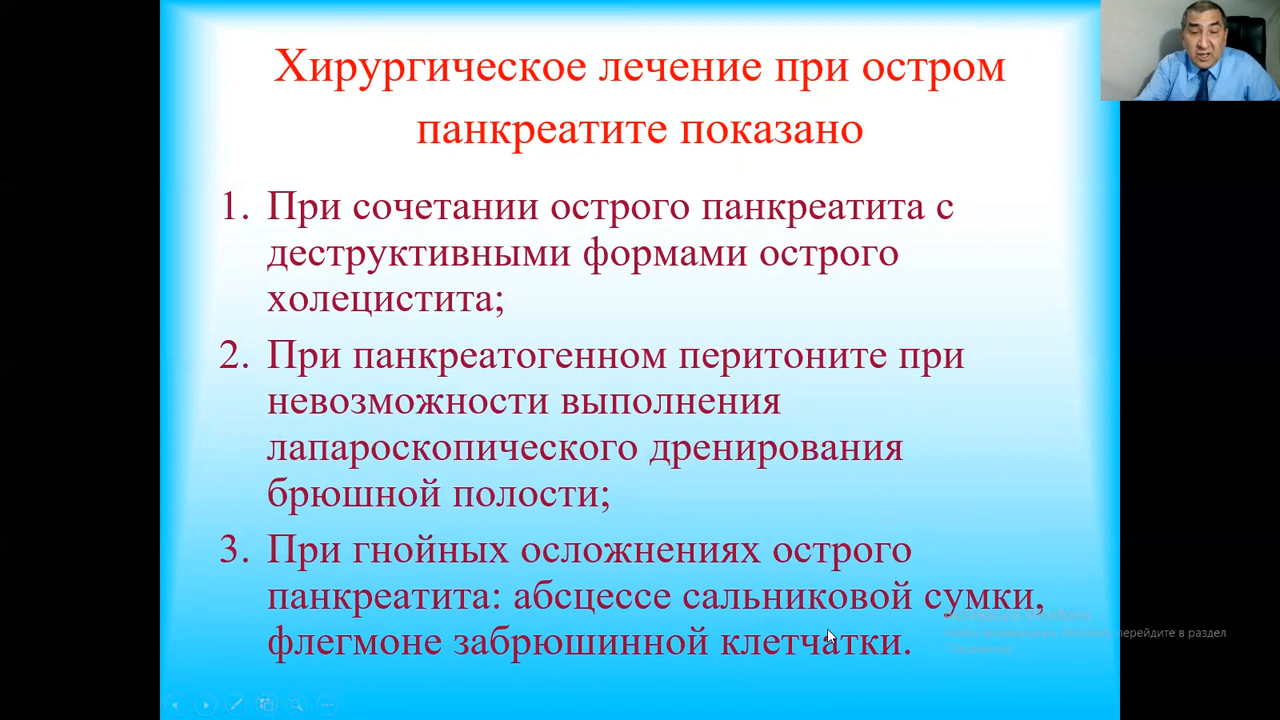 Хирургическое лечение при остром
панкреатите показано
1. При сочетании острого панкреатита с
деструктивными формами острого
холецистита;
2. При панкреатогенном перитоните при
невозможности выполнения
лапароскопического дренирования
брюшной полости;
3. При гнойных осложнениях острого
панкреатита: абсцессе сальниковой сумки,
флегмоне забрюшинной клетчатки.
перейдите в раздел